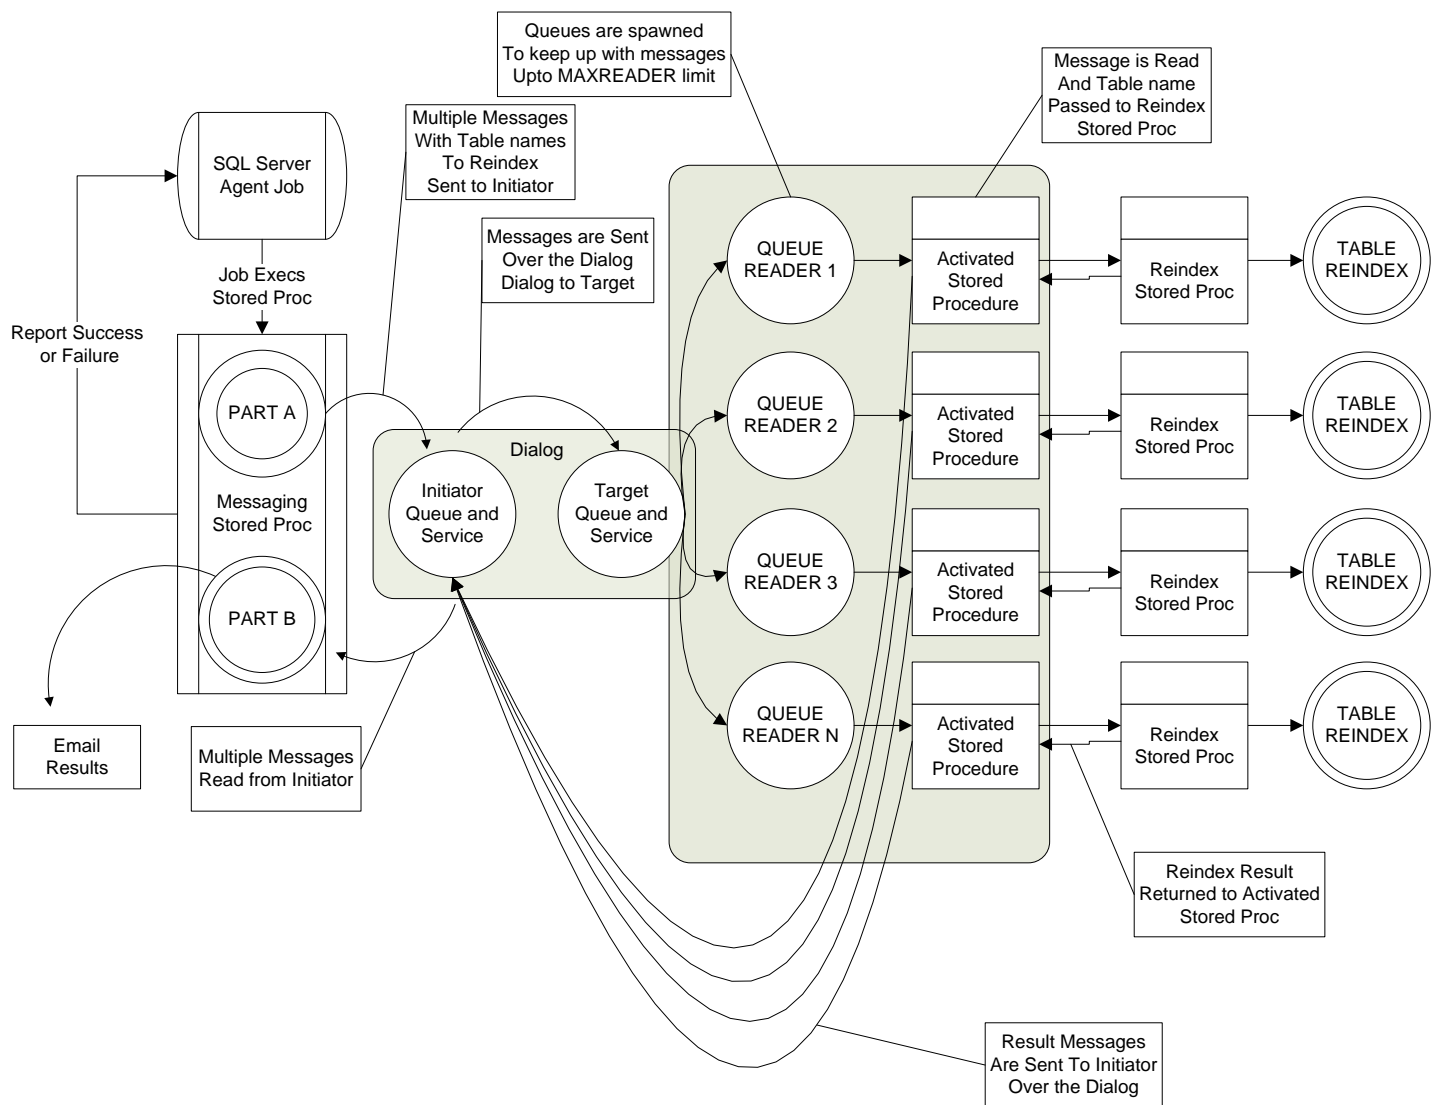 Queues are spawned
To keep up with messages
Upto MAXREADER limit
Message is Read
And Table name
Passed to Reindex
Stored Proc
Multiple Messages
With Table names
To Reindex
Sent to Initiator
SQL Server
Agent Job
Messages are Sent
Over the Dialog
Dialog to Target
Job Execs
Stored Proc
Report Success
or Failure
PART A
Messaging
Stored Proc
PART B
Email
Results
Multiple Messages
Read from Initiator
Dialog
Initiator
Queue and
Service
Target
Queue and
Service
QUEUE
READER 1
Activated
Stored
Procedure
Reindex
Stored Proc
TABLE
REINDEX
QUEUE
READER 2
Activated
Stored
Procedure
Reindex
Stored Proc
TABLE
REINDEX
QUEUE
READER 3
Activated
Stored
Procedure
Reindex
Stored Proc
TABLE
REINDEX
QUEUE
READER N
Activated
Stored
Procedure
Reindex
Stored Proc
TABLE
REINDEX
Reindex Result
Returned to Activated
Stored Proc
Result Messages
Are Sent To Initiator
Over the Dialog